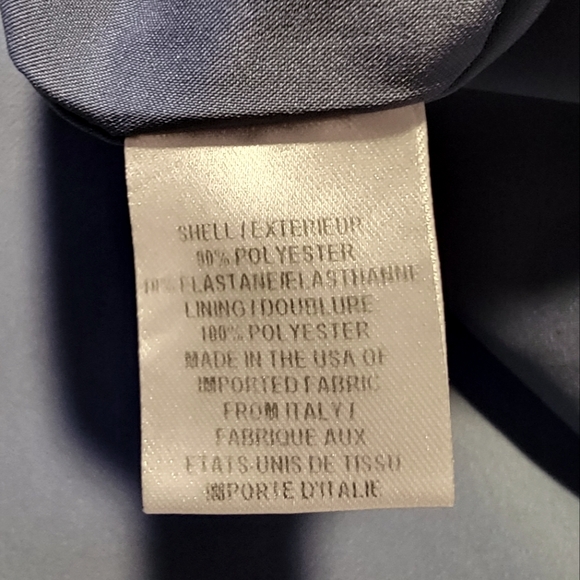 SHELL / EXTERIEUR
90% POLYESTER
10% ELASTANE/ELASTHANNE
LINING / DOUBLURE
100% POLYESTER
MADE IN THE USA OF
IMPORTED FABRIC
FROM ITALY /
FABRIQUE AUX
ETATS-UNIS DE TISSU
IMPORTE D'ITALIE